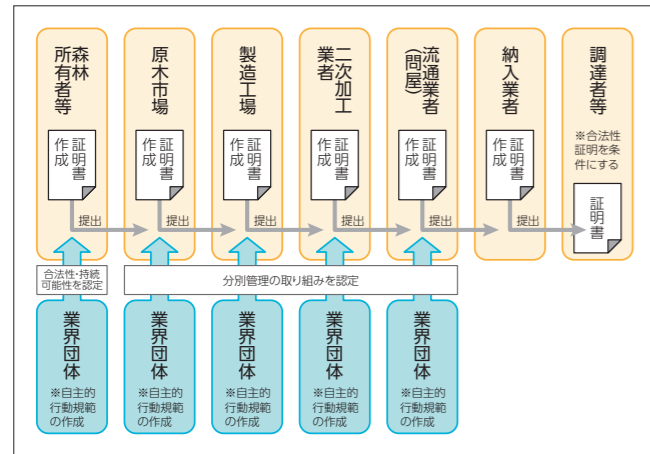 森林
所有者等
原木市場
製造工場
二次加工
業者
流通業者
(問屋)
納入業者
調達者等
※合法性
証明を条
件にする
証明書
作成
証明書
作成
証明書
作成
証明書
作成
証明書
作成
証明書
作成
証明書
提出
提出
提出
提出
提出
提出
合法性・持続
可能性を認定
分別管理の取り組みを認定
業界団体
※自主的
行動規範
の作成
業界団体
※自主的
行動規範
の作成
業界団体
※自主的
行動規範
の作成
業界団体
※自主的
行動規範
の作成
業界団体
※自主的
行動規範
の作成